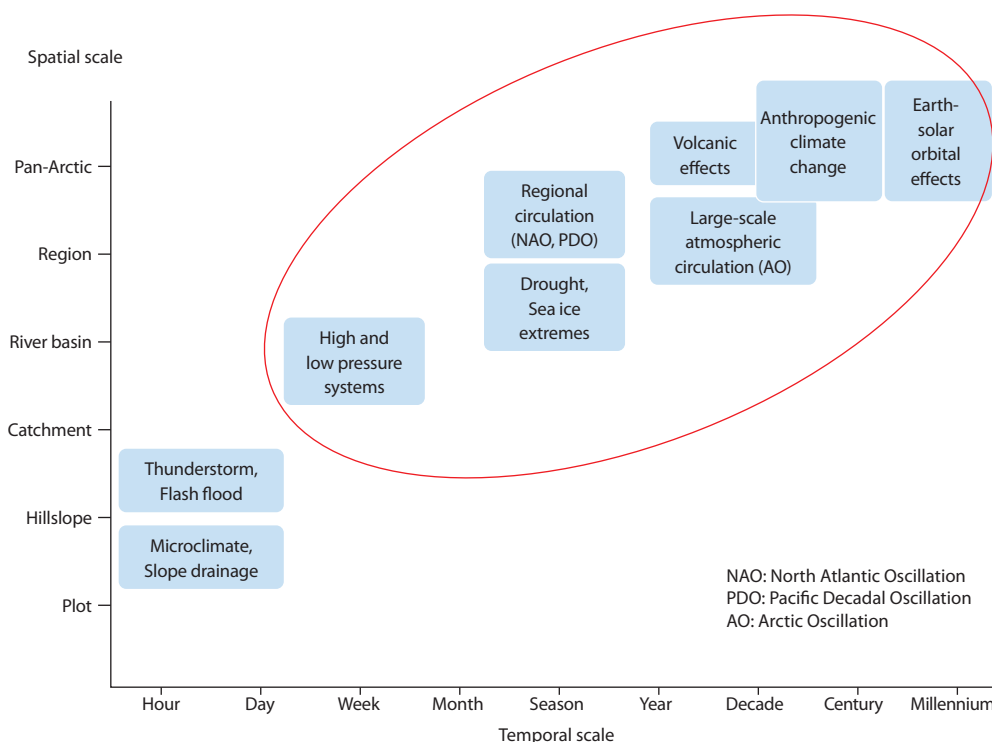 Spatial scale
Pan-Arctic
Region
River basin
Catchment
Hillslope
Plot
Earth-
solar
orbital
effects
Anthropogenic
climate
change
Volcanic
effects
Regional
circulation
(NAO, PDO)
Large-scale
atmospheric
circulation (AO)
Drought,
Sea ice
extremes
High and
low pressure
systems
Thunderstorm,
Flash flood
Microclimate,
Slope drainage
NAO: North Atlantic Oscillation
PDO: Pacific Decadal Oscillation
AO: Arctic Oscillation
Hour Day Week Month Season Year Decade Century Millennium
Temporal scale